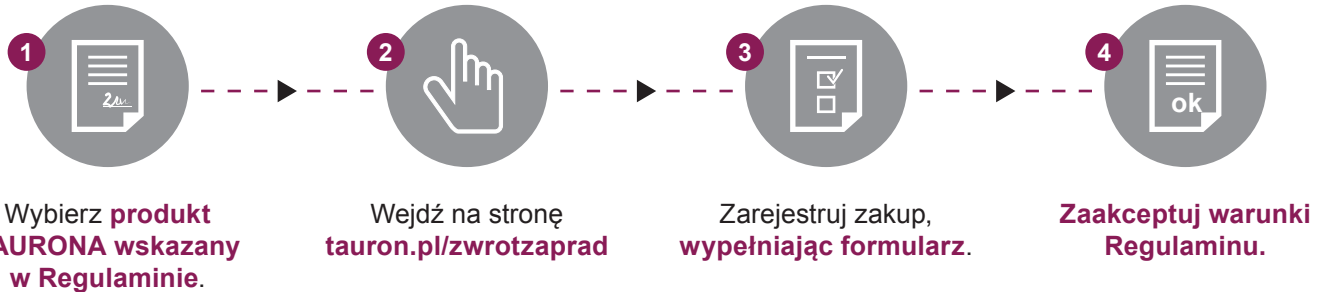 1
2
3
4
ok
Wybierz produkt
AURONA wskazany
w Regulaminie.
Wejdź na stronę
tauron.pl/zwrotzaprad
Zarejestruj zakup,
wypełniając formularz.
Zaakceptuj warunki
Regulaminu.